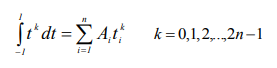 ∫_{-1}^{1} t^k dt = ∑_{i=1}^{n} A_i t_i^k    k = 0,1,2,...,2n−1